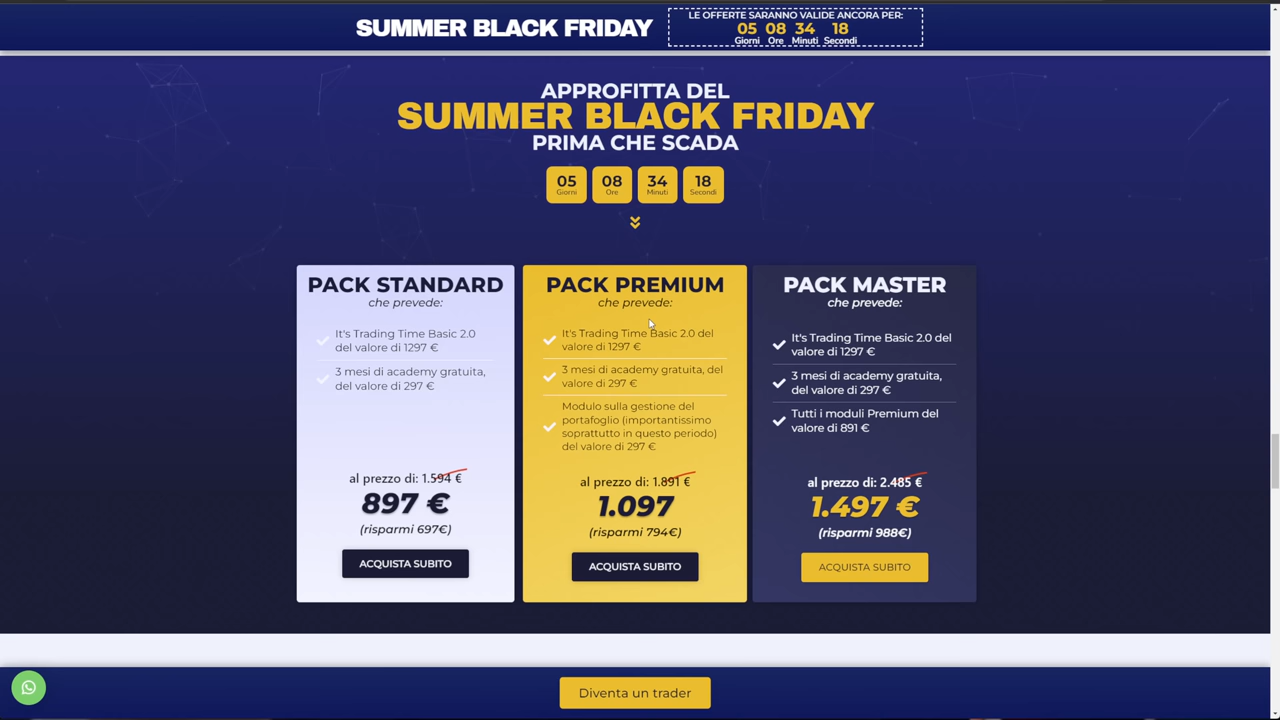 SUMMER BLACK FRIDAY
LE OFFERTE SARANNO VALIDE ANCORA PER:
05 08 34 18
Giorni Ore Minuti Secondi
APPROFITTA DEL
SUMMER BLACK FRIDAY
PRIMA CHE SCADA
05 08 34 18
Giorni Ore Minuti Secondi
PACK STANDARD
che prevede:
It's Trading Time Basic 2.0
del valore di 1297 €
3 mesi di academy gratuita,
del valore di 297 €
al prezzo di: 1.594 €
897 €
(risparmi 697€)
ACQUISTA SUBITO
PACK PREMIUM
che prevede:
It's Trading Time Basic 2.0 del
valore di 1297 €
3 mesi di academy gratuita, del
valore di 297 €
Modulo sulla gestione del
portafoglio (importantissimo
soprattutto in questo periodo)
del valore di 297 €
al prezzo di: 1.891 €
1.097
(risparmi 794€)
ACQUISTA SUBITO
PACK MASTER
che prevede:
It's Trading Time Basic 2.0 del
valore di 1297 €
3 mesi di academy gratuita,
del valore di 297 €
Tutti i moduli Premium del
valore di 891 €
al prezzo di: 2.485 €
1.497 €
(risparmi 988€)
ACQUISTA SUBITO
Diventa un trader